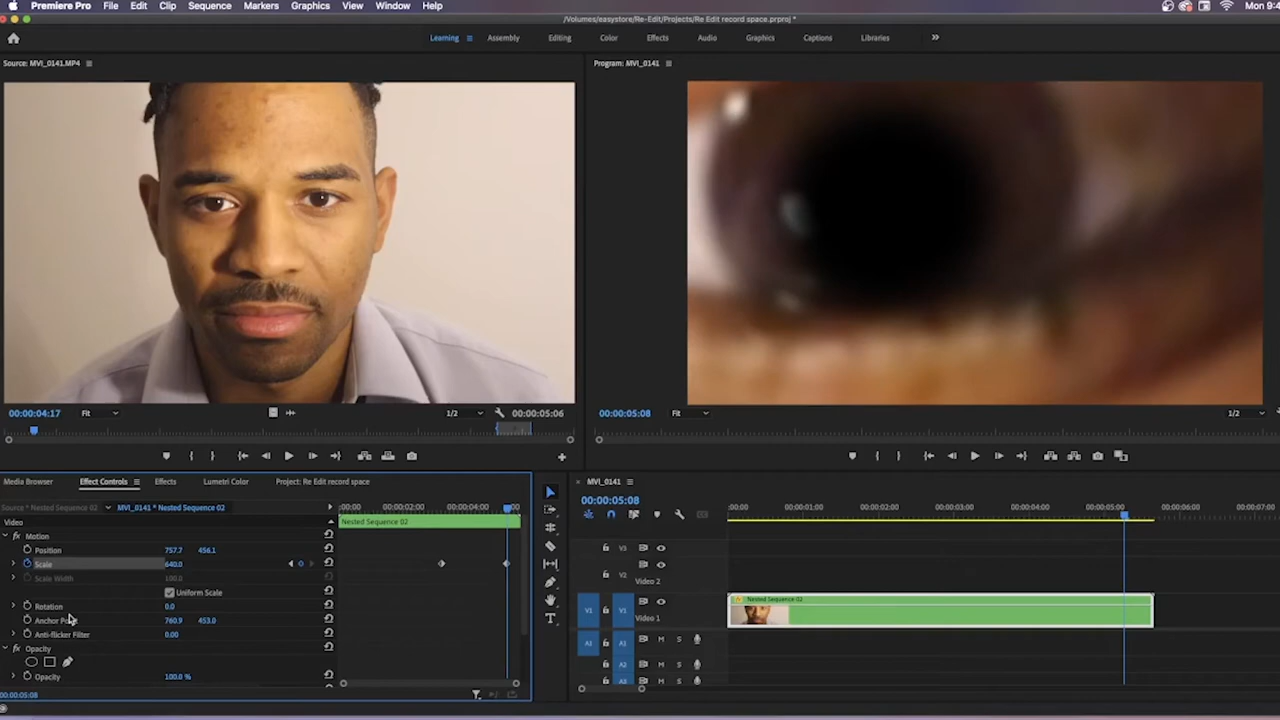 Premiere Pro File Edit Clip Sequence Markers Graphics View Window Help Mon 9:4
/Volumes/easystore/Re-Edit/Projects/Re Edit record space.prproj *
Learning Assembly Editing Color Effects Audio Graphics Captions Libraries
Source: MVI_0141.MP4 Program: MVI_0141
00:00:04:17 Fit 1/2 00:00:05:06 00:00:05:08 Fit 1/2
Media Browser Effect Controls Effects Lumetri Color Project: Re Edit record space MVI_0141
Source * Nested Sequence 02 MVI_0141 * Nested Sequence 02 :00:00 00:00:02:00 00:00:04:00 00:00:05:08
:00:00 00:00:01:00 00:00:02:00 00:00:03:00 00:00:04:00 00:00:05:00 00:00:06:00 00:00:07:00
Video Nested Sequence 02
Motion
Position 757.7 456.1 V3
Scale 640.0
Scale Width 100.0 V2 Video 2
Uniform Scale
Rotation 0.0 V1 V1 Video 1 Nested Sequence 02
Anchor 760.9 453.0
Anti-flicker Filter 0.00 A1 A1 M S
Opacity
A2 M S
Opacity 100.0 % A3 M S
00:00:05:08